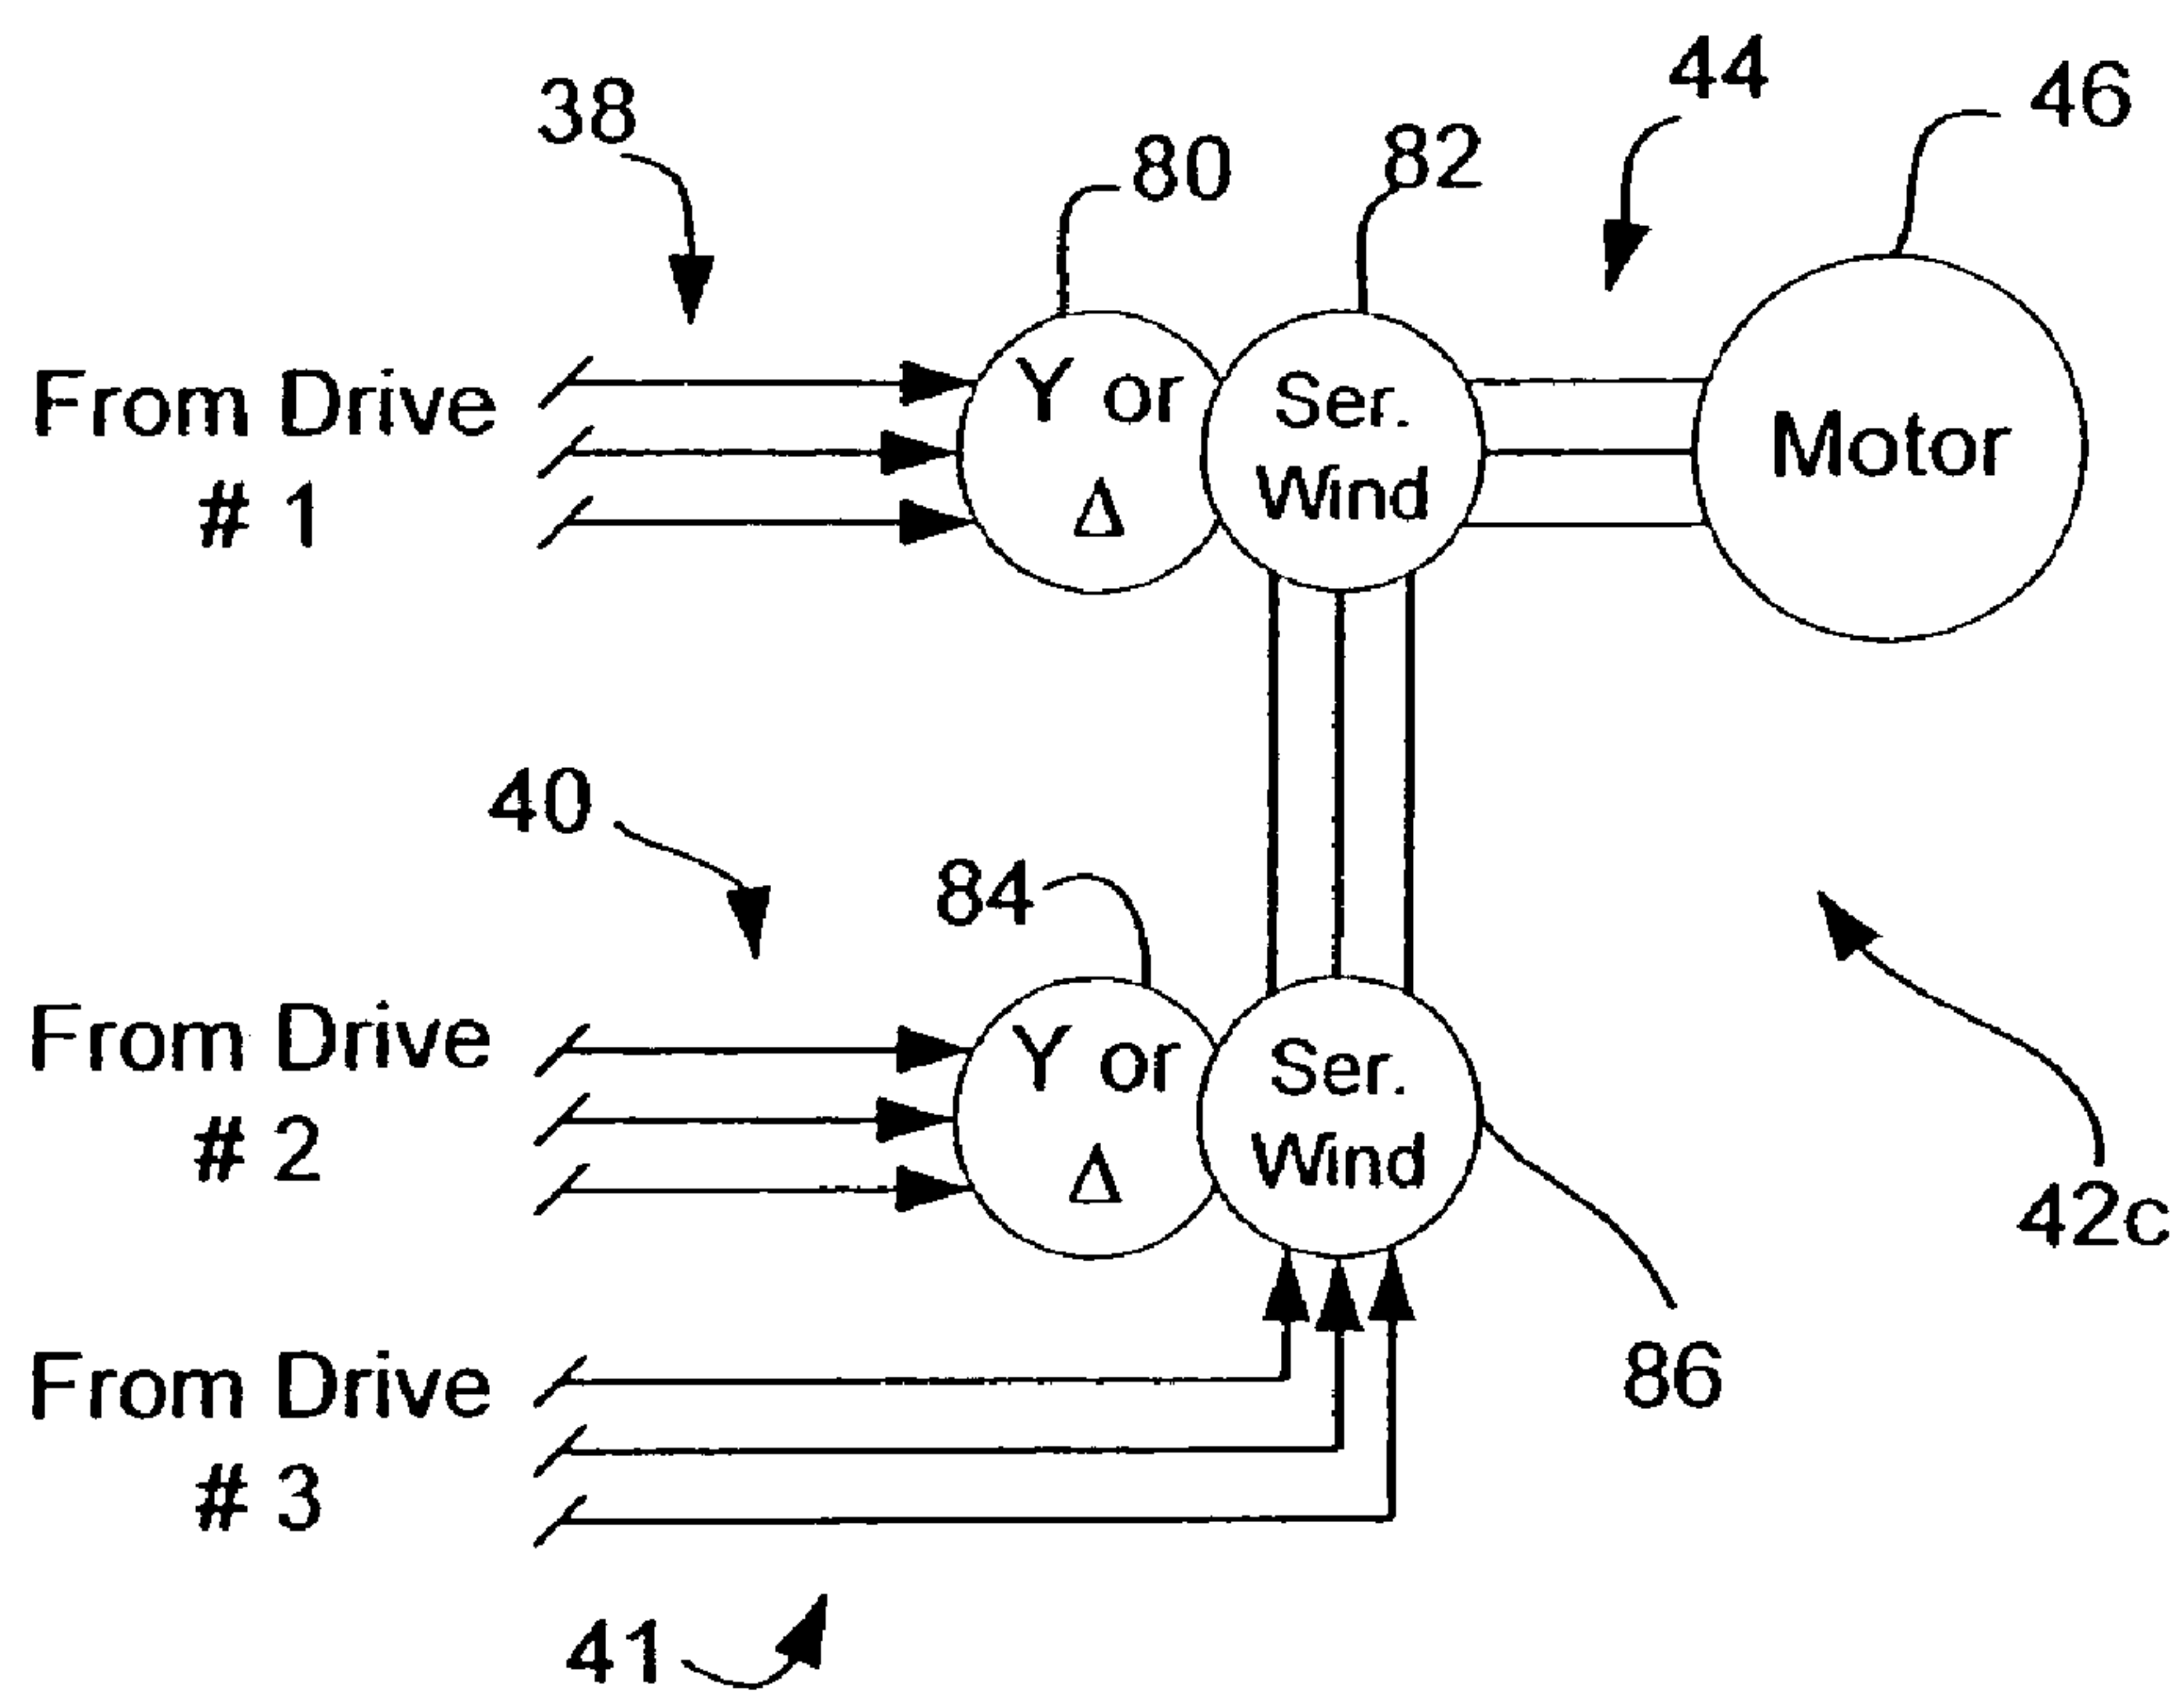 44
46
38
80
82
From Drive
# 1
Y or
Δ
Ser.
Wind
Motor
40
84
From Drive
# 2
Y or
Δ
Ser.
Wind
42c
From Drive
# 3
86
41